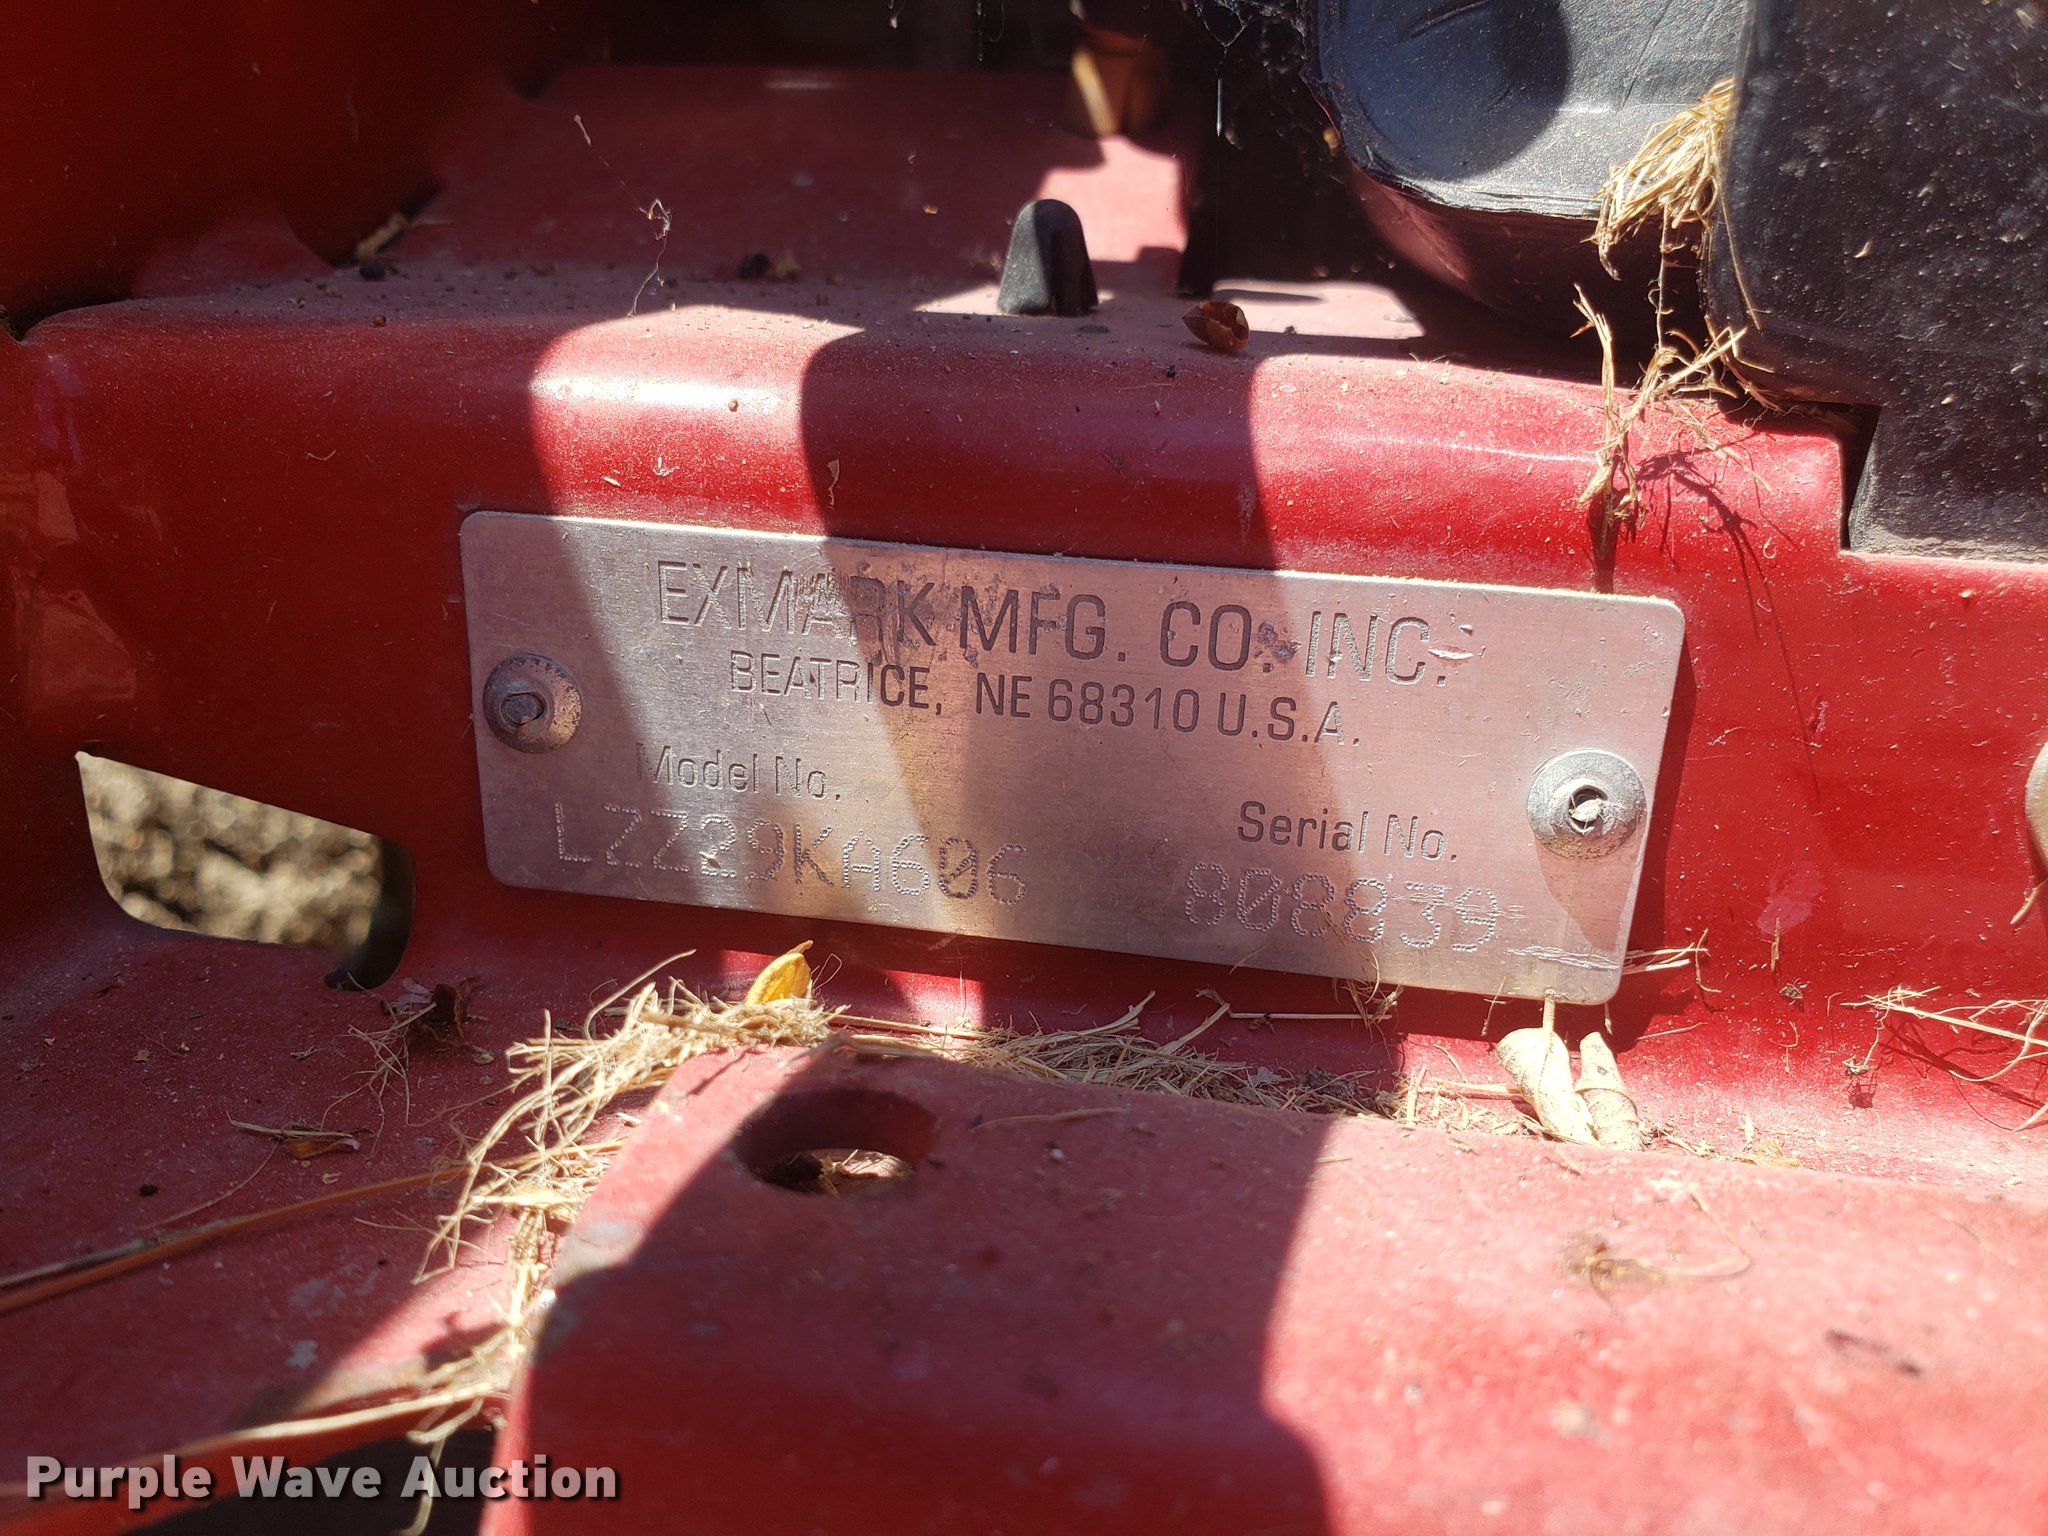 EXMARK MFG. CO. INC.
BEATRICE, NE 68310 U.S.A.
Model No.
LZZ29KA606
Serial No.
808839
Purple Wave Auction